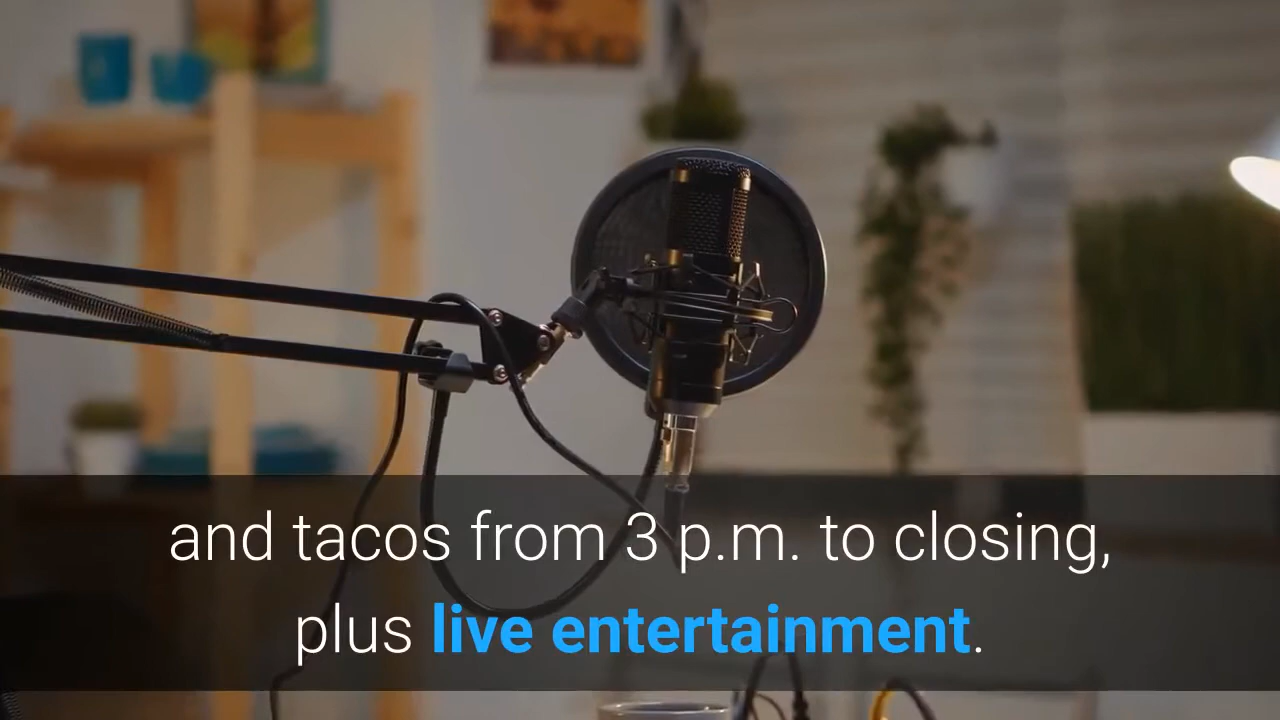 and tacos from 3 p.m. to closing,
plus live entertainment.